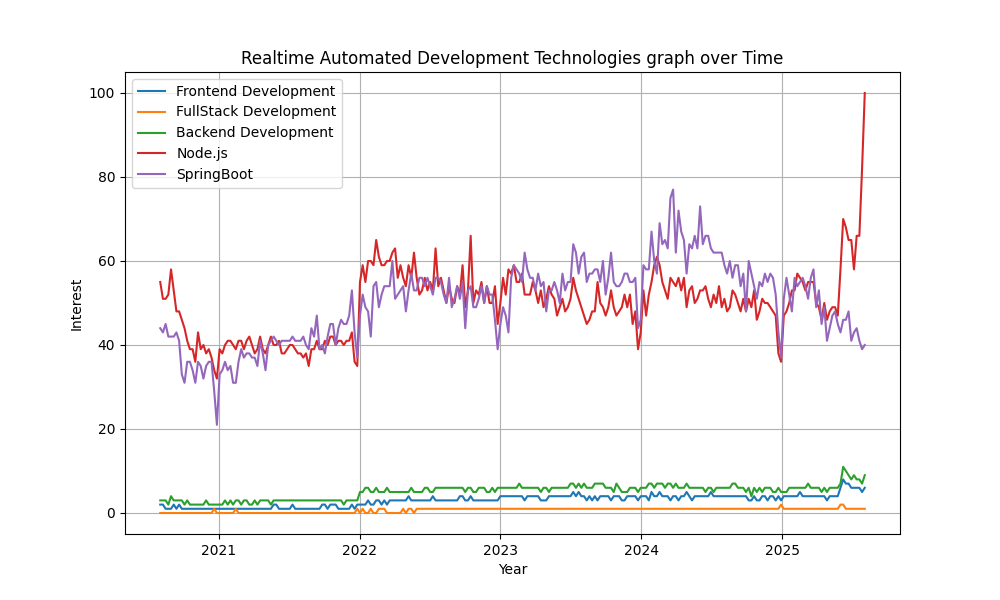 Realtime Automated Development Technologies graph over Time
Frontend Development
FullStack Development
Backend Development
Node.js
SpringBoot
100
80
60
40
20
0
Interest
2021
2022
2023
2024
2025
Year